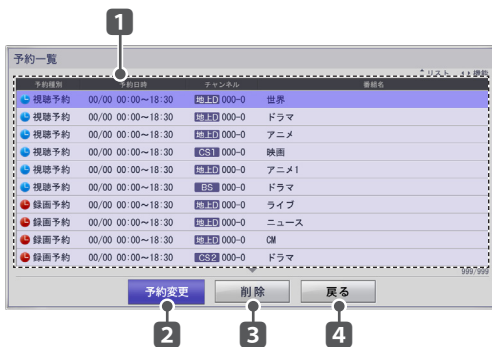 1
予約一覧
リスト 機能
予約種別 予約日時 チャンネル 番組名
視聴予約 00/00 00:00～18:30 地上D 000-0 世界
視聴予約 00/00 00:00～18:30 地上D 000-0 ドラマ
視聴予約 00/00 00:00～18:30 地上D 000-0 アニメ
視聴予約 00/00 00:00～18:30 CS1 000-0 映画
視聴予約 00/00 00:00～18:30 地上D 000-0 アニメ1
視聴予約 00/00 00:00～18:30 BS 000-0 ドラマ
録画予約 00/00 00:00～18:30 地上D 000-0 ライブ
録画予約 00/00 00:00～18:30 地上D 000-0 ニュース
録画予約 00/00 00:00～18:30 地上D 000-0 CM
録画予約 00/00 00:00～18:30 CS2 000-0 ドラマ
999/999
予約変更 削除 戻る
2 3 4